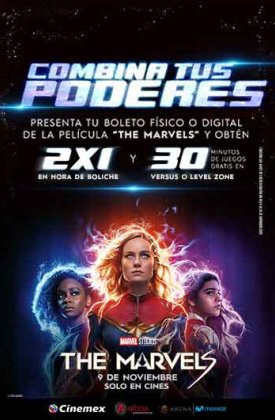 COMBINA TUS
PODERES
PRESENTA TU BOLETO FÍSICO O DIGITAL
DE LA PELÍCULA "THE MARVELS" Y OBTÉN
2X1 Y 30 MINUTOS DE JUEGOS GRATIS EN
EN HORA DE BOLICHE VERSUS O LEVEL ZONE
MARVEL STUDIOS
THE MARVELS
9 DE NOVIEMBRE
SOLO EN CINES
Cinemex
ARENA
MOVISTAR